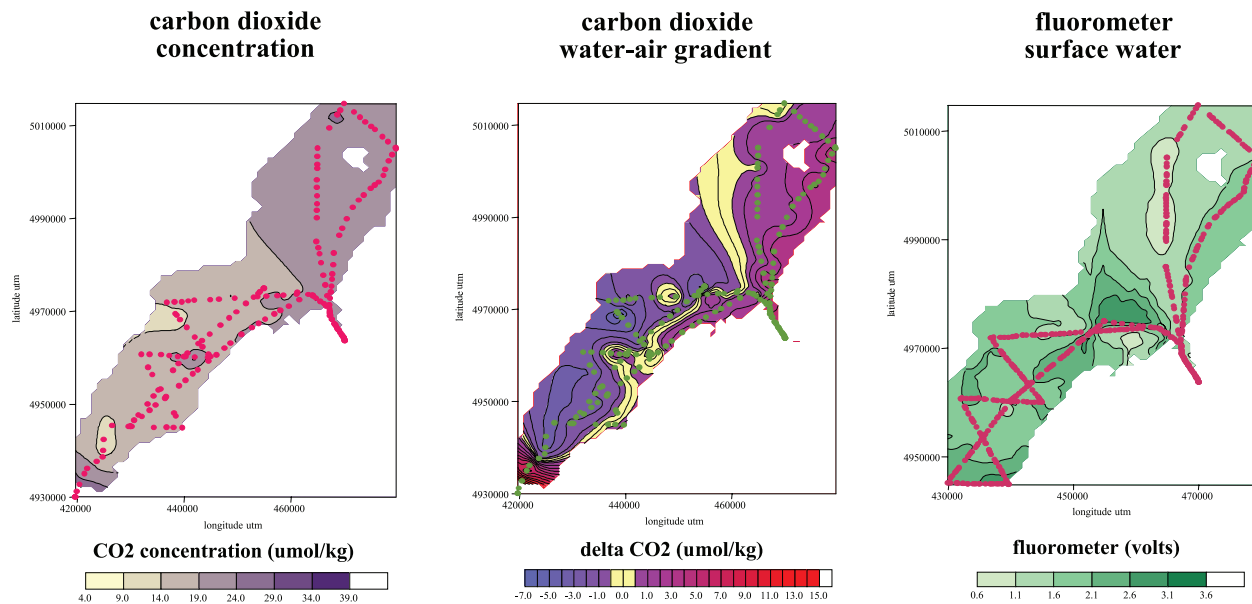 carbon dioxide
concentration
carbon dioxide
water-air gradient
fluorometer
surface water
latitude utm
5010000
4990000
4970000
4950000
4930000
420000 440000 460000
longitude utm
CO2 concentration (umol/kg)
4.0 9.0 14.0 19.0 24.0 29.0 34.0 39.0
latitude utm
5010000
4990000
4970000
4950000
4930000
420000 440000 460000
longitude utm
delta CO2 (umol/kg)
-7.0 -3.0 -1.0 0.0 1.0 3.0 5.0 7.0 9.0 11.0 13.0 15.0
latitude utm
5010000
4990000
4970000
4950000
430000 450000 470000
longitude utm
fluorometer (volts)
0.6 1.1 1.6 2.1 2.6 3.1 3.6